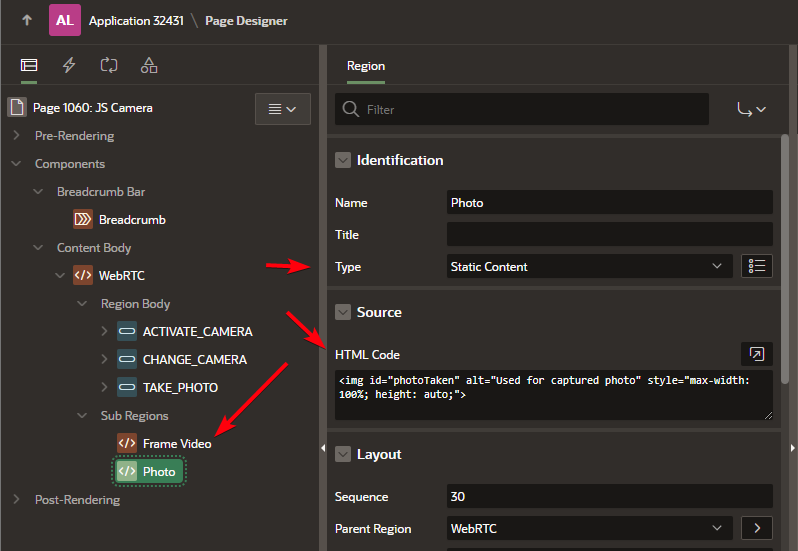 AL Application 32431 \ Page Designer
Page 1060: JS Camera
Pre-Rendering
Components
Breadcrumb Bar
Breadcrumb
Content Body
WebRTC
Region Body
ACTIVATE_CAMERA
CHANGE_CAMERA
TAKE_PHOTO
Sub Regions
Frame Video
Photo
Post-Rendering
Region
Filter
Identification
Name Photo
Title
Type Static Content
Source
HTML Code
<img id="photoTaken" alt="Used for captured photo" style="max-width:
100%; height: auto;">
Layout
Sequence 30
Parent Region WebRTC